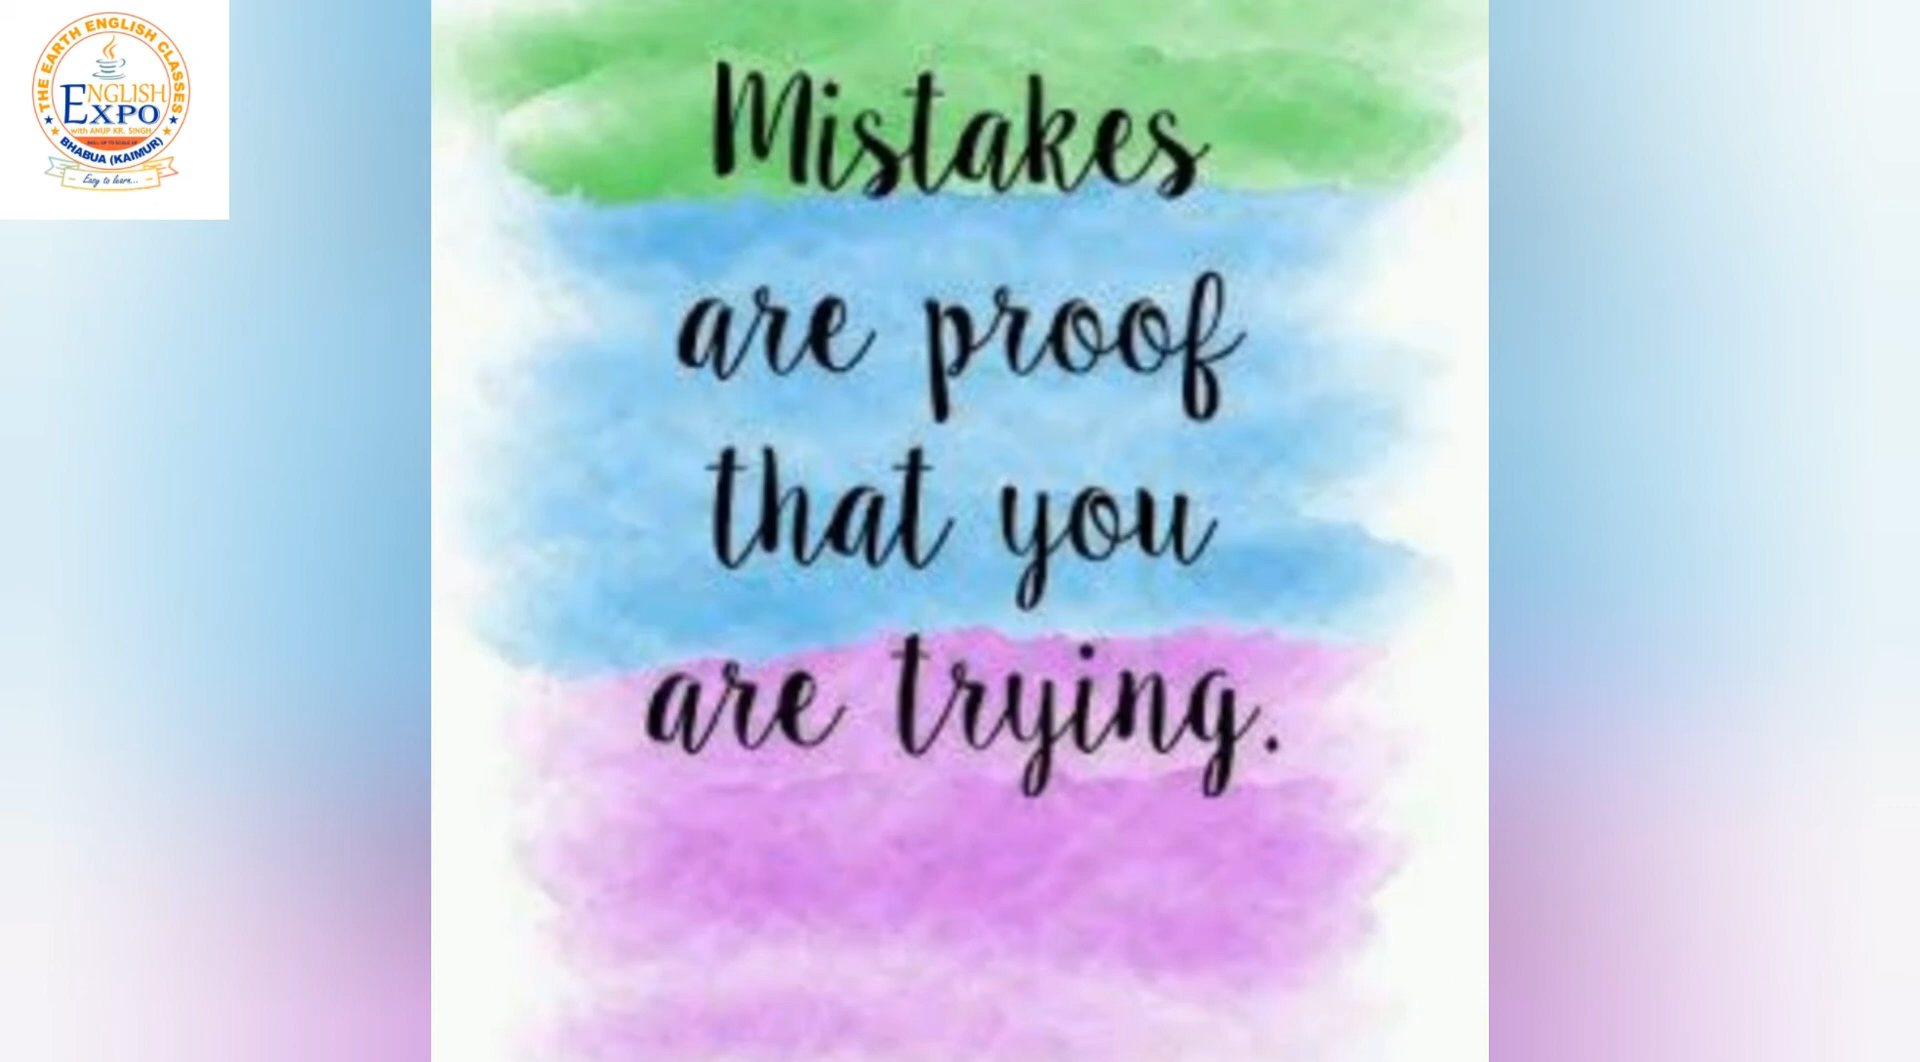 THE EARTH ENGLISH CLASSES
ENGLISH
EXPO
with ANUP KR. SINGH
BHABUA (KAIMUR)
Easy to learn...
Mistakes
are proof
that you
are trying.